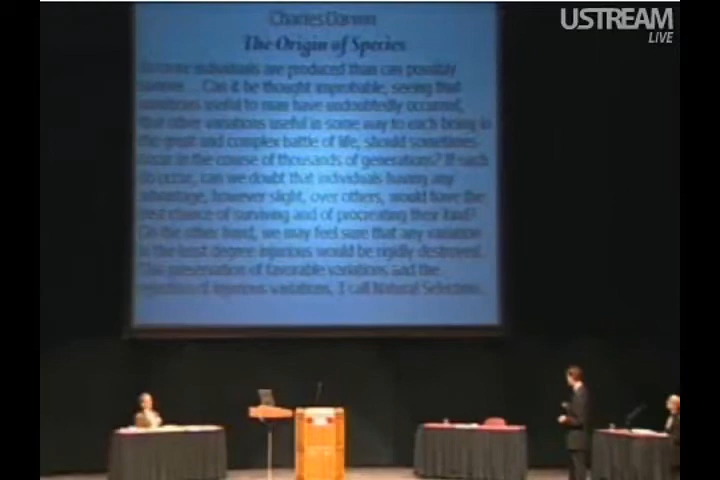 USTREAM
LIVE
Charles Darwin
The Origin of Species
individuals are produced than can possibly
survive... Can it be thought improbable, seeing that
variations useful to man have undoubtedly occurred,
that other variations useful in some way to each being in
the great and complex battle of life, should sometimes
occur in the course of thousands of generations? If such
do occur, can we doubt that individuals having any
advantage, however slight, over others, would have the
best chance of surviving and of procreating their kind?
On the other hand, we may feel sure that any variation
in the least degree injurious would be rigidly destroyed.
This preservation of favorable variations and the
rejection of injurious variations, I call Natural Selection.